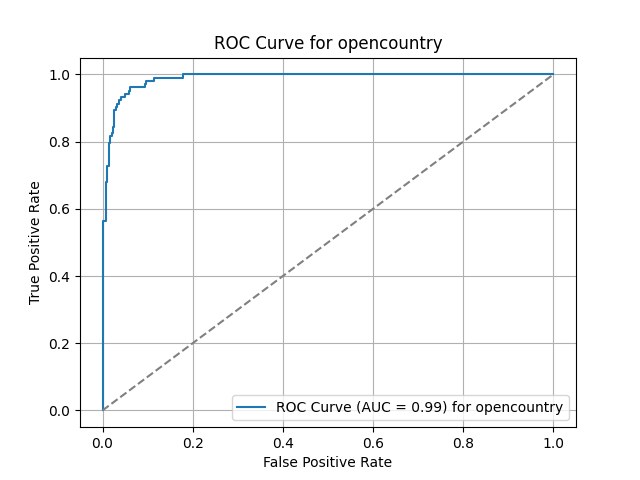 ROC Curve for opencountry
True Positive Rate
1.0
0.8
0.6
0.4
0.2
0.0
ROC Curve (AUC = 0.99) for opencountry
0.0 0.2 0.4 0.6 0.8 1.0
False Positive Rate